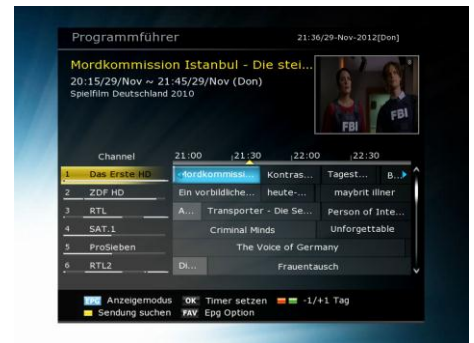 Programmführer 21:36/29-Nov-2012[Don]
Mordkommission Istanbul - Die stei...
20:15/29/Nov ~ 21:45/29/Nov (Don)
Spielfilm Deutschland
2010
FBI FBI
Channel 21:00 21:30 22:00 22:30
1 Das Erste HD Mordkommissi... Kontras... Tagest... B...
2 ZDF HD Ein vorbildliche... heute-... maybrit illner
3 RTL A... Transporter - Die Se... Person of Inte...
4 SAT.1 Criminal Minds Unforgettable
5 ProSieben The Voice of Germany
6 RTL2 Di... Frauentausch
Anzeigemodus OK Timer setzen -1/+1 Tag
Sendung suchen FAV Epg Option